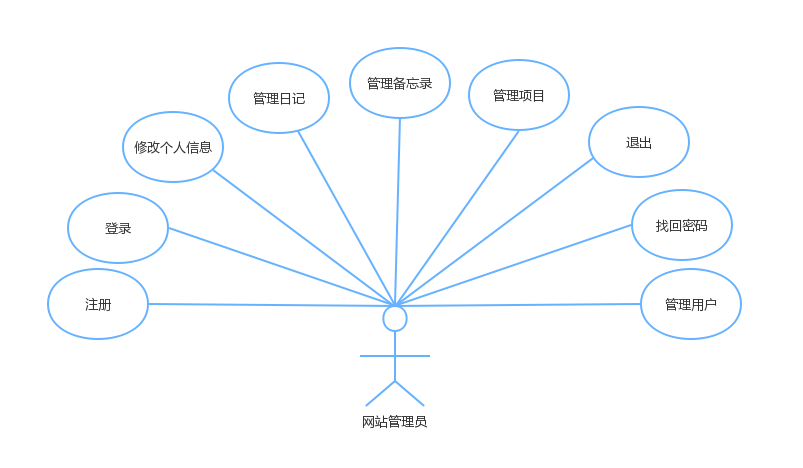 管理备忘录
管理日记
管理项目
修改个人信息
退出
登录
找回密码
注册
管理用户
网站管理员